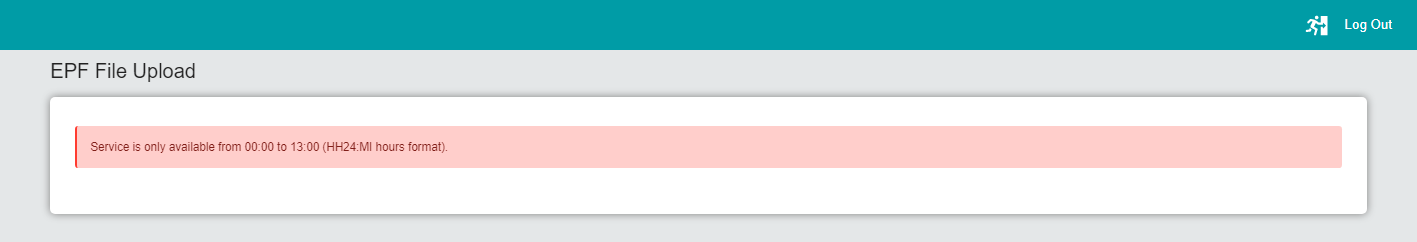 Log Out
EPF File Upload
Service is only available from 00:00 to 13:00 (HH24:MI hours format).